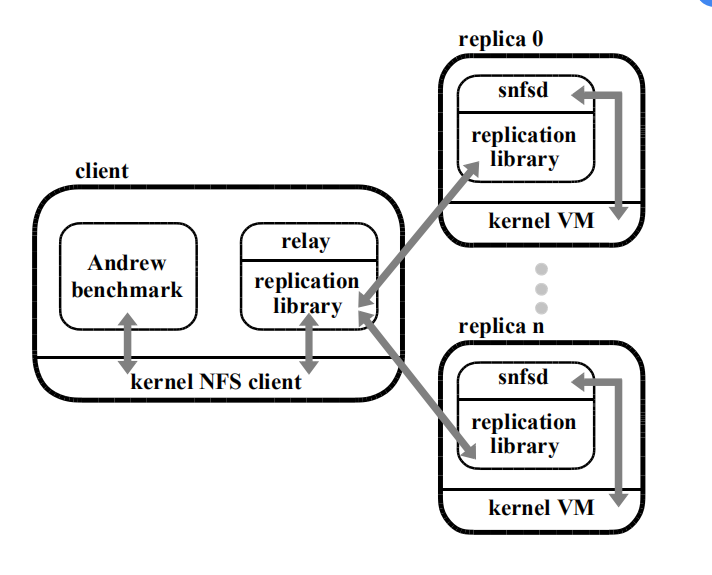 replica 0
snfsd
replication
library
kernel VM
client
Andrew
benchmark
relay
replication
library
kernel NFS client
replica n
snfsd
replication
library
kernel VM